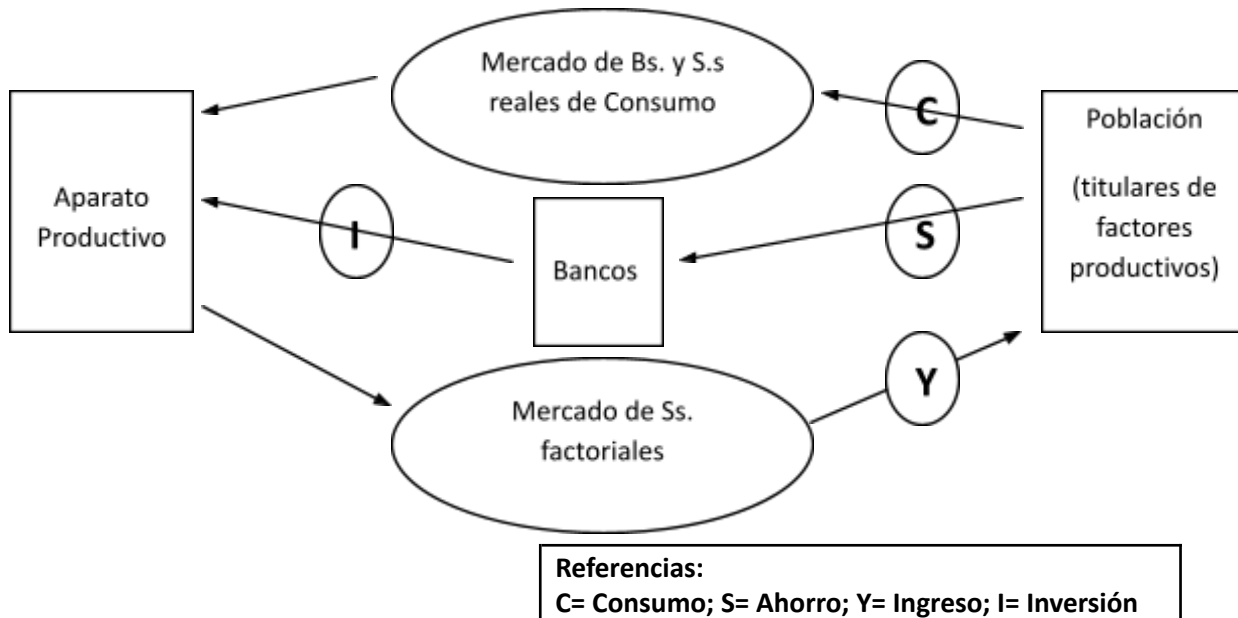 Mercado de Bs. y S.s
reales de Consumo
C
Población
(titulares de
factores
productivos)
Aparato
Productivo
I
Bancos
S
Y
Mercado de Ss.
factoriales
Referencias:
C= Consumo; S= Ahorro; Y= Ingreso; I= Inversión